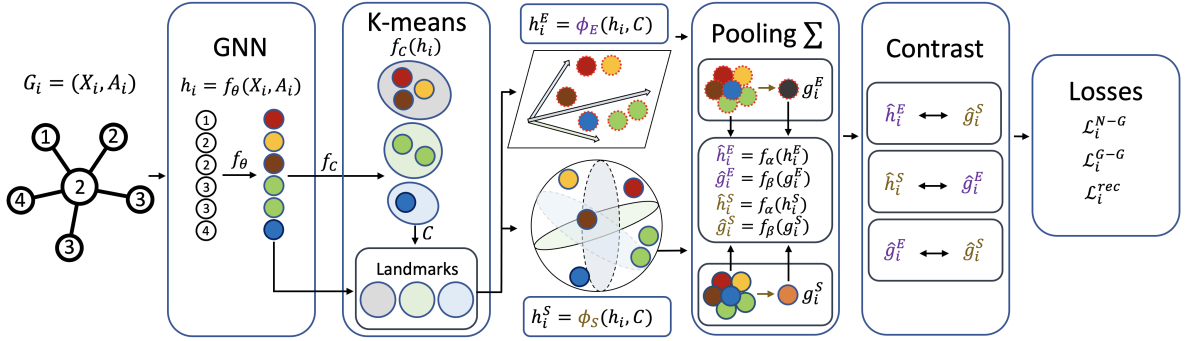 G_i = (X_i, A_i)
1
2
2
4
3
3
GNN
h_i = f_θ(X_i, A_i)
1
2
2
3
3
4
f_θ
f_C
K-means
f_C(h_i)
C
Landmarks
h_i^E = ϕ_E(h_i, C)
h_i^S = ϕ_S(h_i, C)
Pooling ∑
g_i^E
ĥ_i^E = f_α(h_i^E)
ĝ_i^E = f_β(g_i^E)
ĥ_i^S = f_α(h_i^S)
ĝ_i^S = f_β(g_i^S)
g_i^S
Contrast
ĥ_i^E ↔ ĝ_i^S
ĥ_i^S ↔ ĝ_i^E
ĝ_i^E ↔ ĝ_i^S
Losses
ℒ_i^{N−G}
ℒ_i^{G−G}
ℒ_i^{rec}